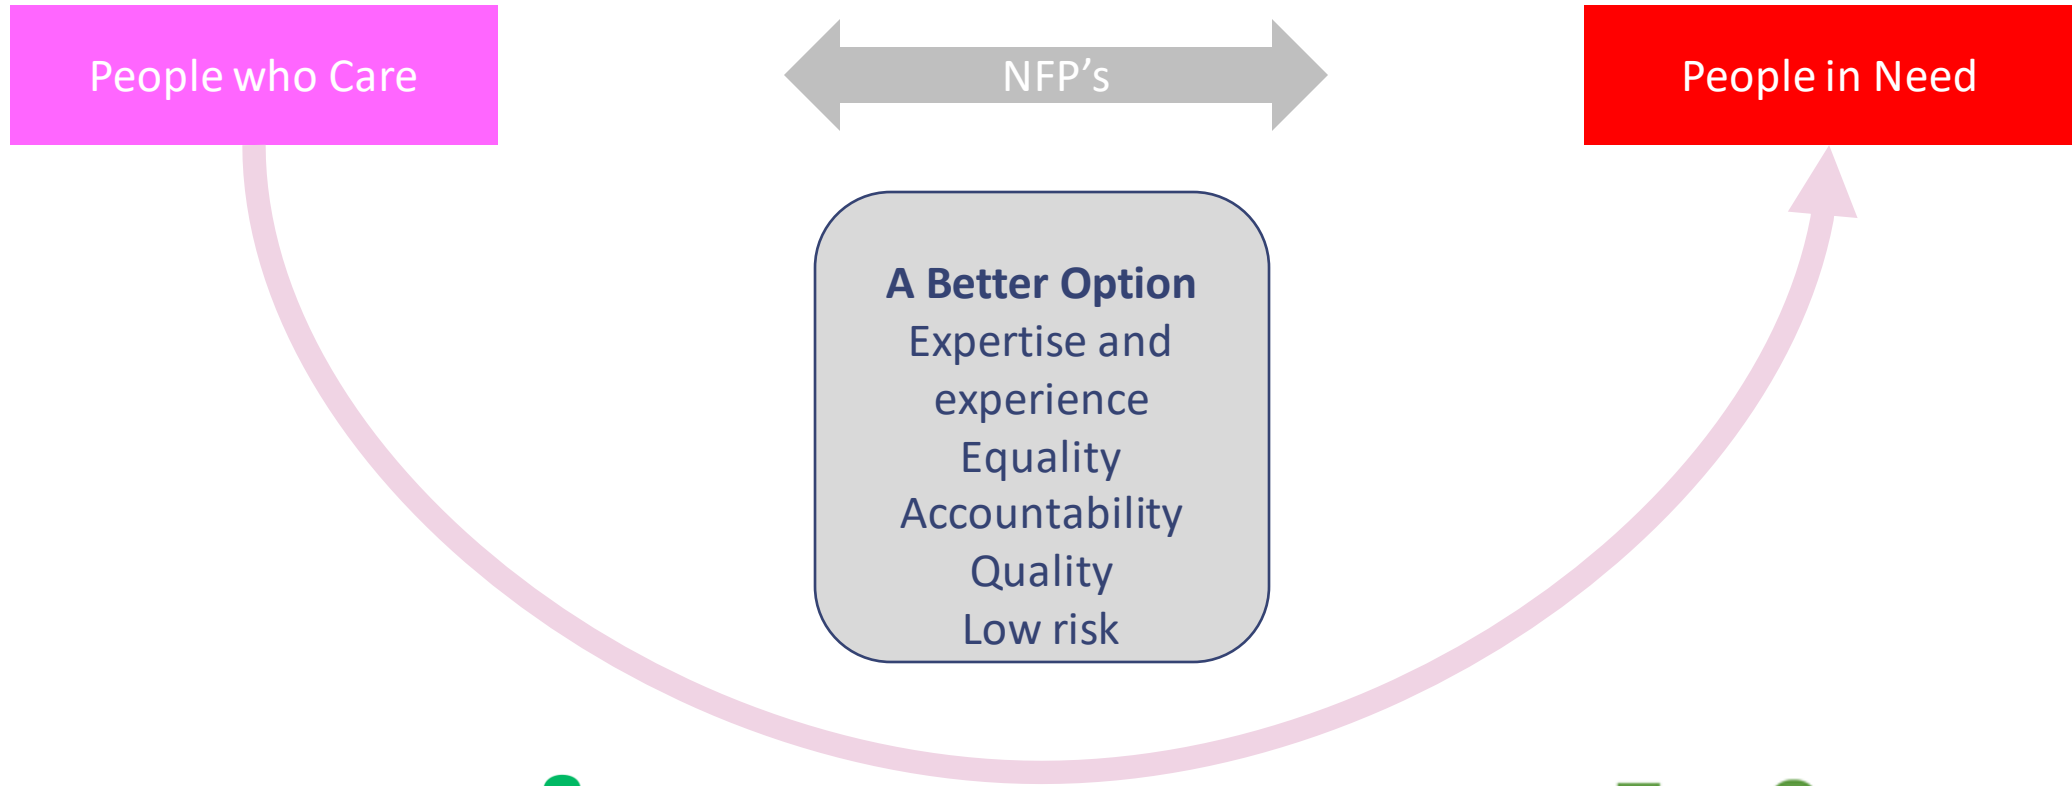 People who Care
NFP's
People in Need
A Better Option
Expertise and
experience
Equality
Accountability
Quality
Low risk